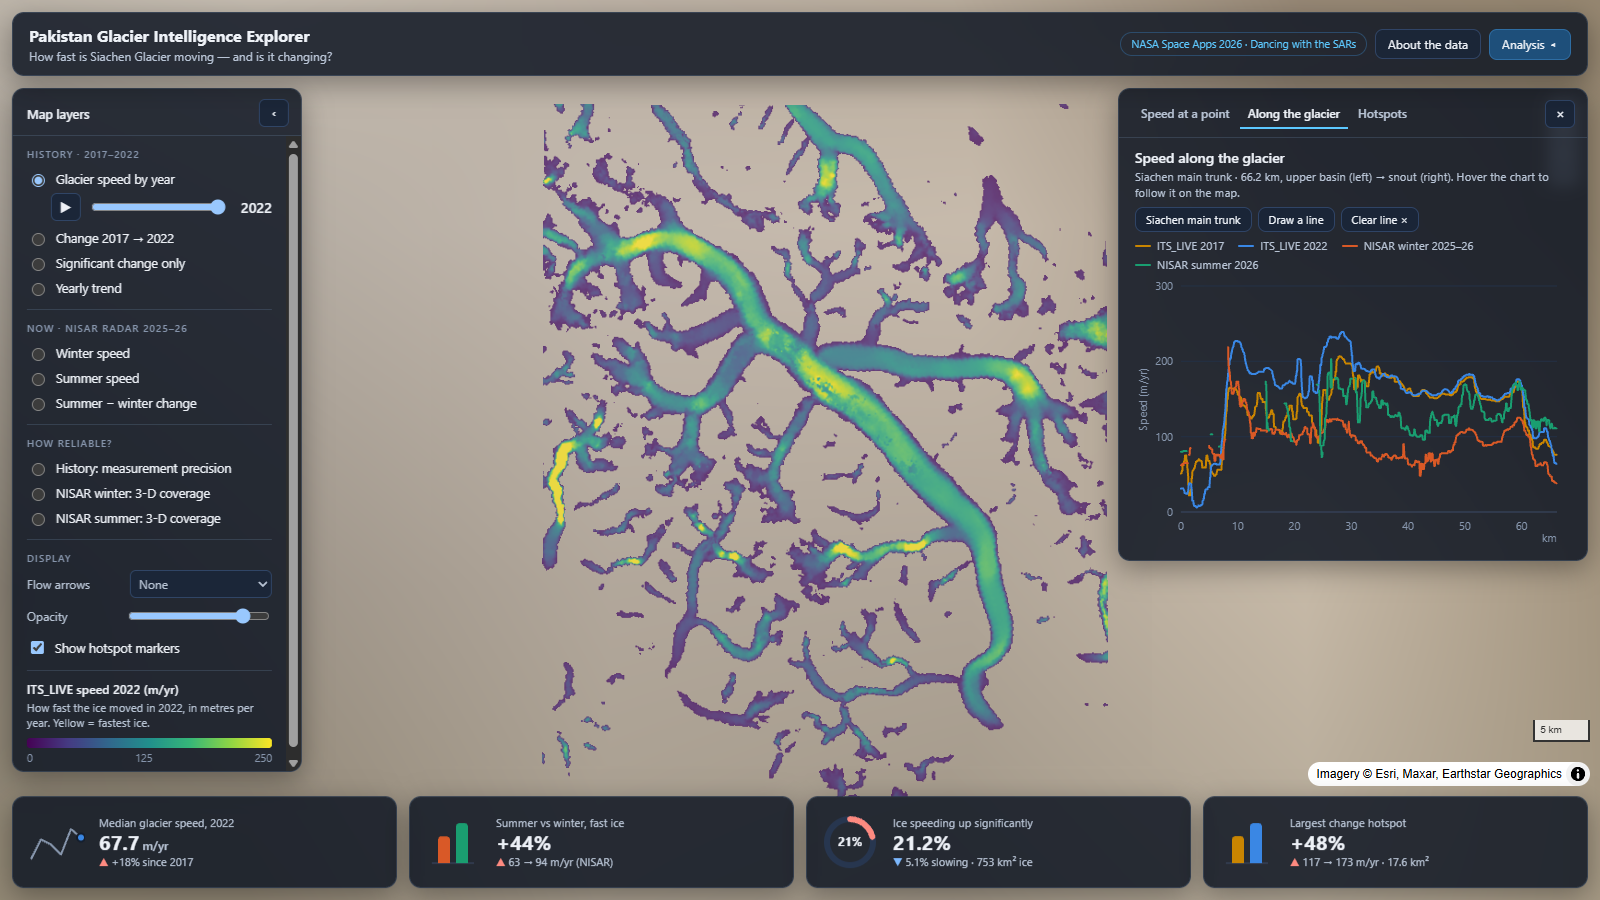 Pakistan Glacier Intelligence Explorer
How fast is Siachen Glacier moving — and is it changing?
NASA Space Apps 2026 · Dancing with the SARs
About the data
Analysis
Map layers
HISTORY · 2017–2022
Glacier speed by year
2022
Change 2017 → 2022
Significant change only
Yearly trend
NOW · NISAR RADAR 2025–26
Winter speed
Summer speed
Summer − winter change
HOW RELIABLE?
History: measurement precision
NISAR winter: 3-D coverage
NISAR summer: 3-D coverage
DISPLAY
Flow arrows
None
Opacity
Show hotspot markers
ITS_LIVE speed 2022 (m/yr)
How fast the ice moved in 2022, in metres per
year. Yellow = fastest ice.
0 125 250
Speed at a point
Along the glacier
Hotspots
×
Speed along the glacier
Siachen main trunk · 66.2 km, upper basin (left) → snout (right). Hover the chart to
follow it on the map.
Siachen main trunk
Draw a line
Clear line ×
ITS_LIVE 2017
ITS_LIVE 2022
NISAR winter 2025–26
NISAR summer 2026
300
200
100
0
Speed (m/yr)
0 10 20 30 40 50 60
km
5 km
Imagery © Esri, Maxar, Earthstar Geographics
Median glacier speed, 2022
67.7 m/yr
▲ +18% since 2017
Summer vs winter, fast ice
+44%
▲ 63 → 94 m/yr (NISAR)
21%
Ice speeding up significantly
21.2%
▼ 5.1% slowing · 753 km² ice
Largest change hotspot
+48%
▲ 117 → 173 m/yr · 17.6 km²